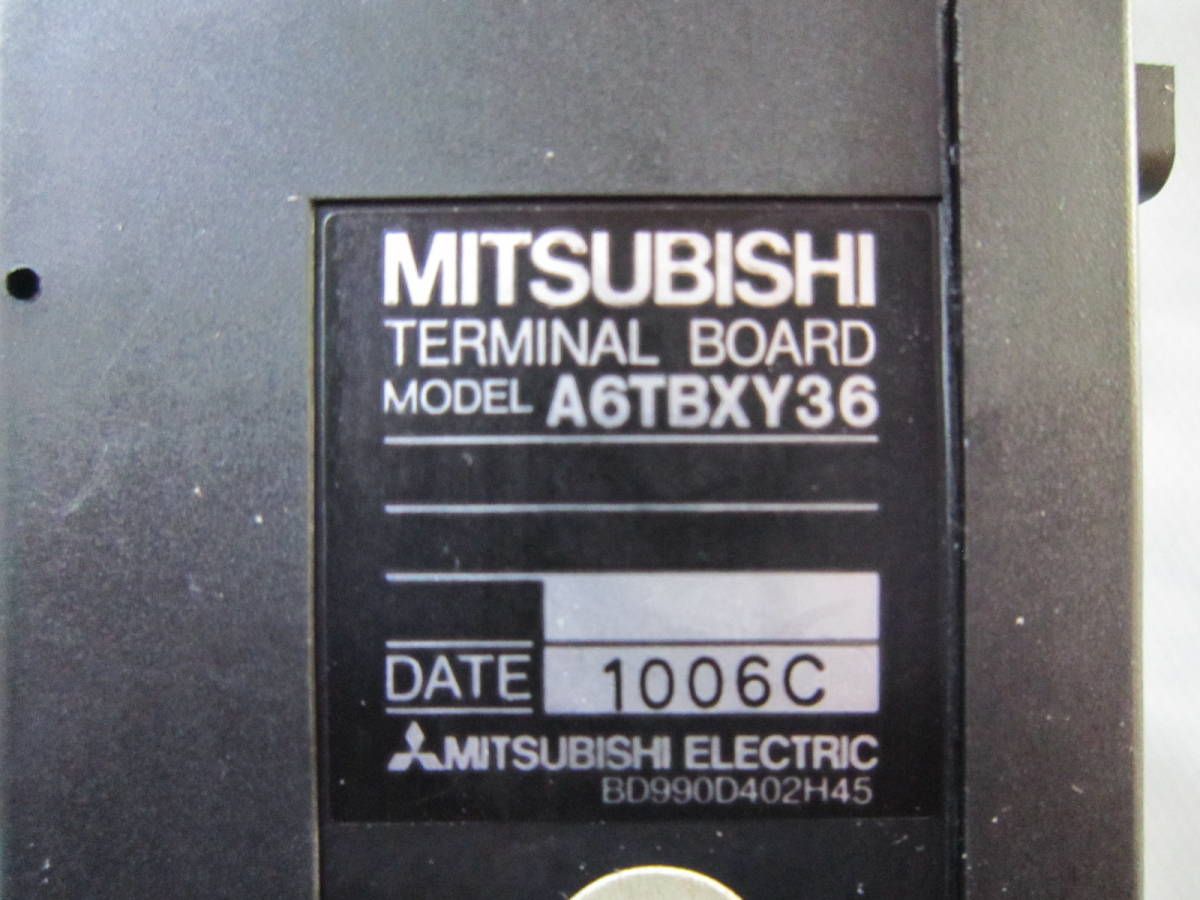 MITSUBISHI
TERMINAL BOARD
MODEL A6TBXY36
DATE 1006C
MITSUBISHI ELECTRIC
BD990D402H45